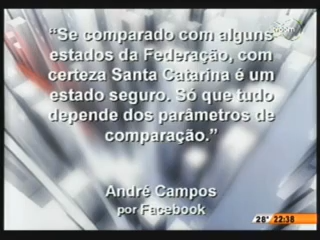 “Se comparado com alguns
estados da Federação, com
certeza Santa Catarina é um
estado seguro. Só que tudo
depende dos parâmetros de
comparação.”
André Campos
por Facebook
28° 22:38